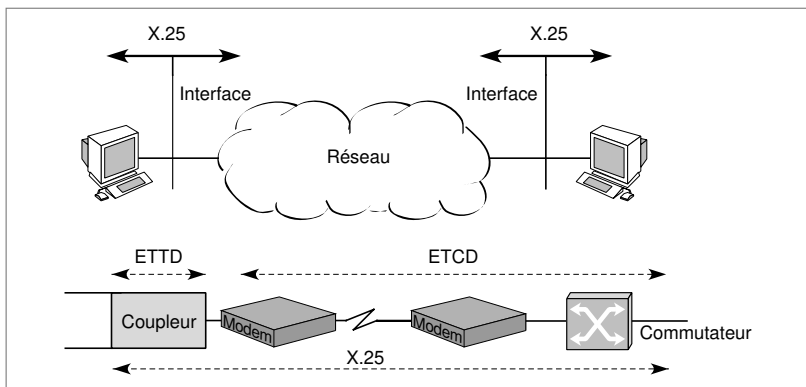 X.25
X.25
Interface
Interface
Réseau
ETTD
ETCD
Coupleur
Modem
Modem
Commutateur
X.25